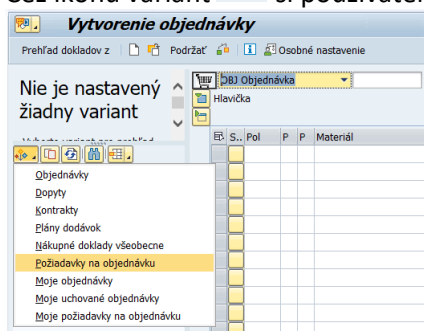 Vytvorenie objednávky
Prehľad dokladov z Podržať Osobné nastavenie
Nie je nastavený
žiadny variant
OBJ Objednávka
Hlavička
S.. Pol P P Materiál
Objednávky
Dopyty
Kontrakty
Plány dodávok
Nákupné doklady všeobecne
Požiadavky na objednávku
Moje objednávky
Moje uchované objednávky
Moje požiadavky na objednávku